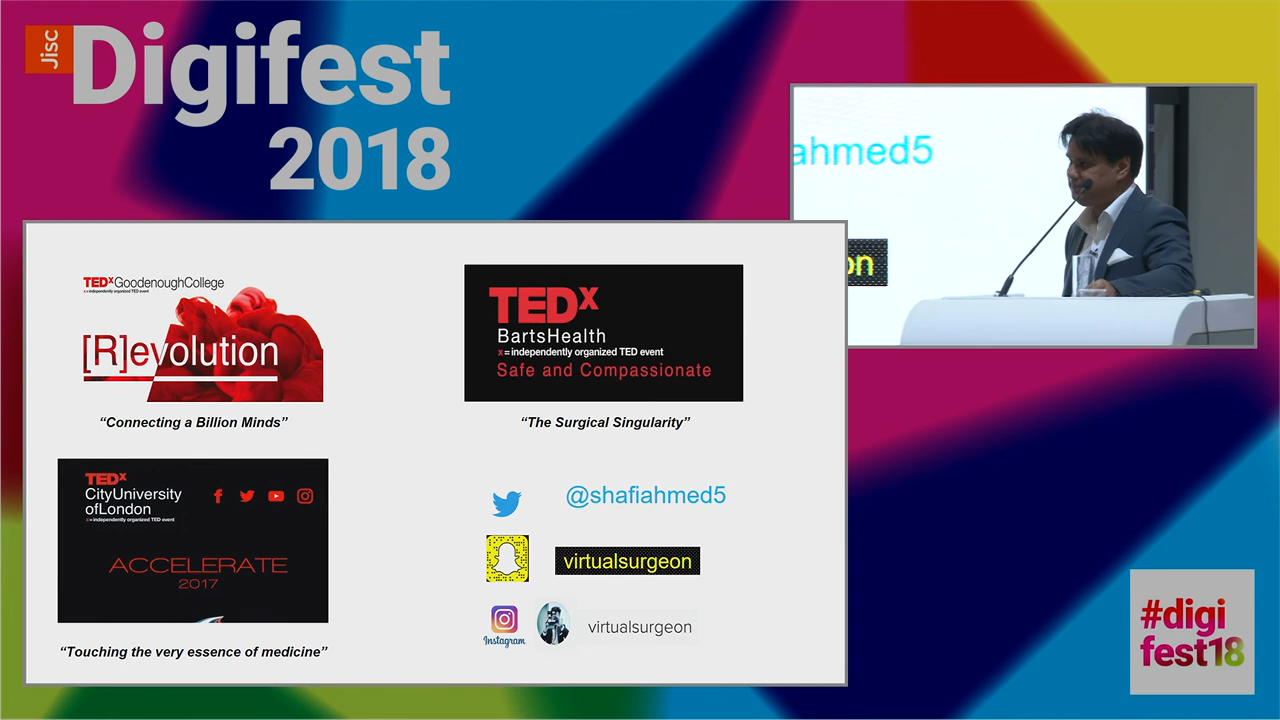 Jisc
Digifest
2018
ahmed5
on
TEDxGoodenoughCollege
x = independently organized TED event
[R]evolution
“Connecting a Billion Minds”
TEDx
BartsHealth
x = independently organized TED event
Safe and Compassionate
“The Surgical Singularity”
TEDx
CityUniversity
ofLondon
x = independently organized TED event
ACCELERATE
2017
“Touching the very essence of medicine”
@shafiahmed5
virtualsurgeon
Instagram
virtualsurgeon
#digi
fest18